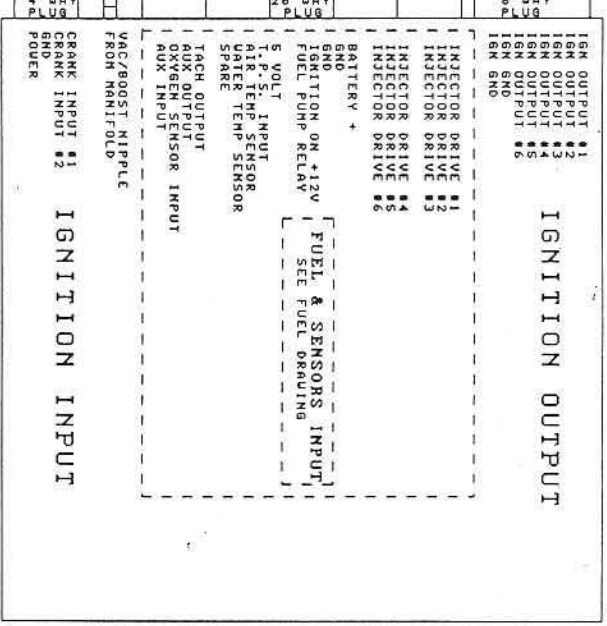 PLUG
PLUG
PLUG
IGN OUTPUT #1
IGN OUTPUT #2
IGN OUTPUT #3
IGN OUTPUT #4
IGN OUTPUT #5
IGN OUTPUT #6
IGN GND
IGN GND
IGNITION OUTPUT
INJECTOR DRIVE #1
INJECTOR DRIVE #2
INJECTOR DRIVE #3
INJECTOR DRIVE #4
INJECTOR DRIVE #5
INJECTOR DRIVE #6
BATTERY +
GND
GND
IGNITION ON +12V
FUEL PUMP RELAY
FUEL & SENSORS INPUT
SEE FUEL DRAWING
5 VOLT
T.P.S. INPUT
AIR TEMP SENSOR
WATER TEMP SENSOR
SPARE
TACH OUTPUT
AUX OUTPUT
OXYGEN SENSOR INPUT
AUX INPUT
VAC/BOOST NIPPLE
FROM MANIFOLD
CRANK INPUT #1
CRANK INPUT #2
GND
POWER
IGNITION INPUT